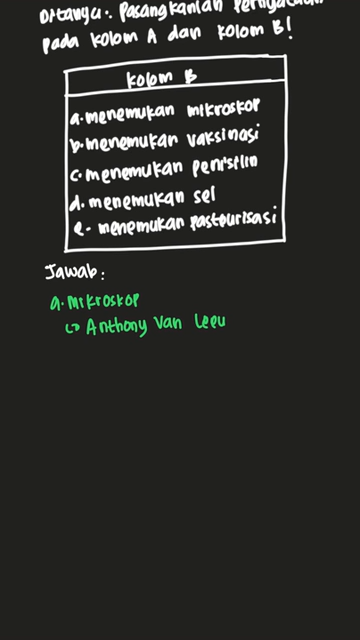 Ditanya: Pasangkanlah Pernyataan
pada kolom A dan kolom B!
kolom B
a. menemukan mikroskop
b. menemukan vaksinasi
c. menemukan penisilin
d. menemukan sel
e. menemukan pasteurisasi
Jawab:
a. Mikroskop
↳ Anthony Van Leeu